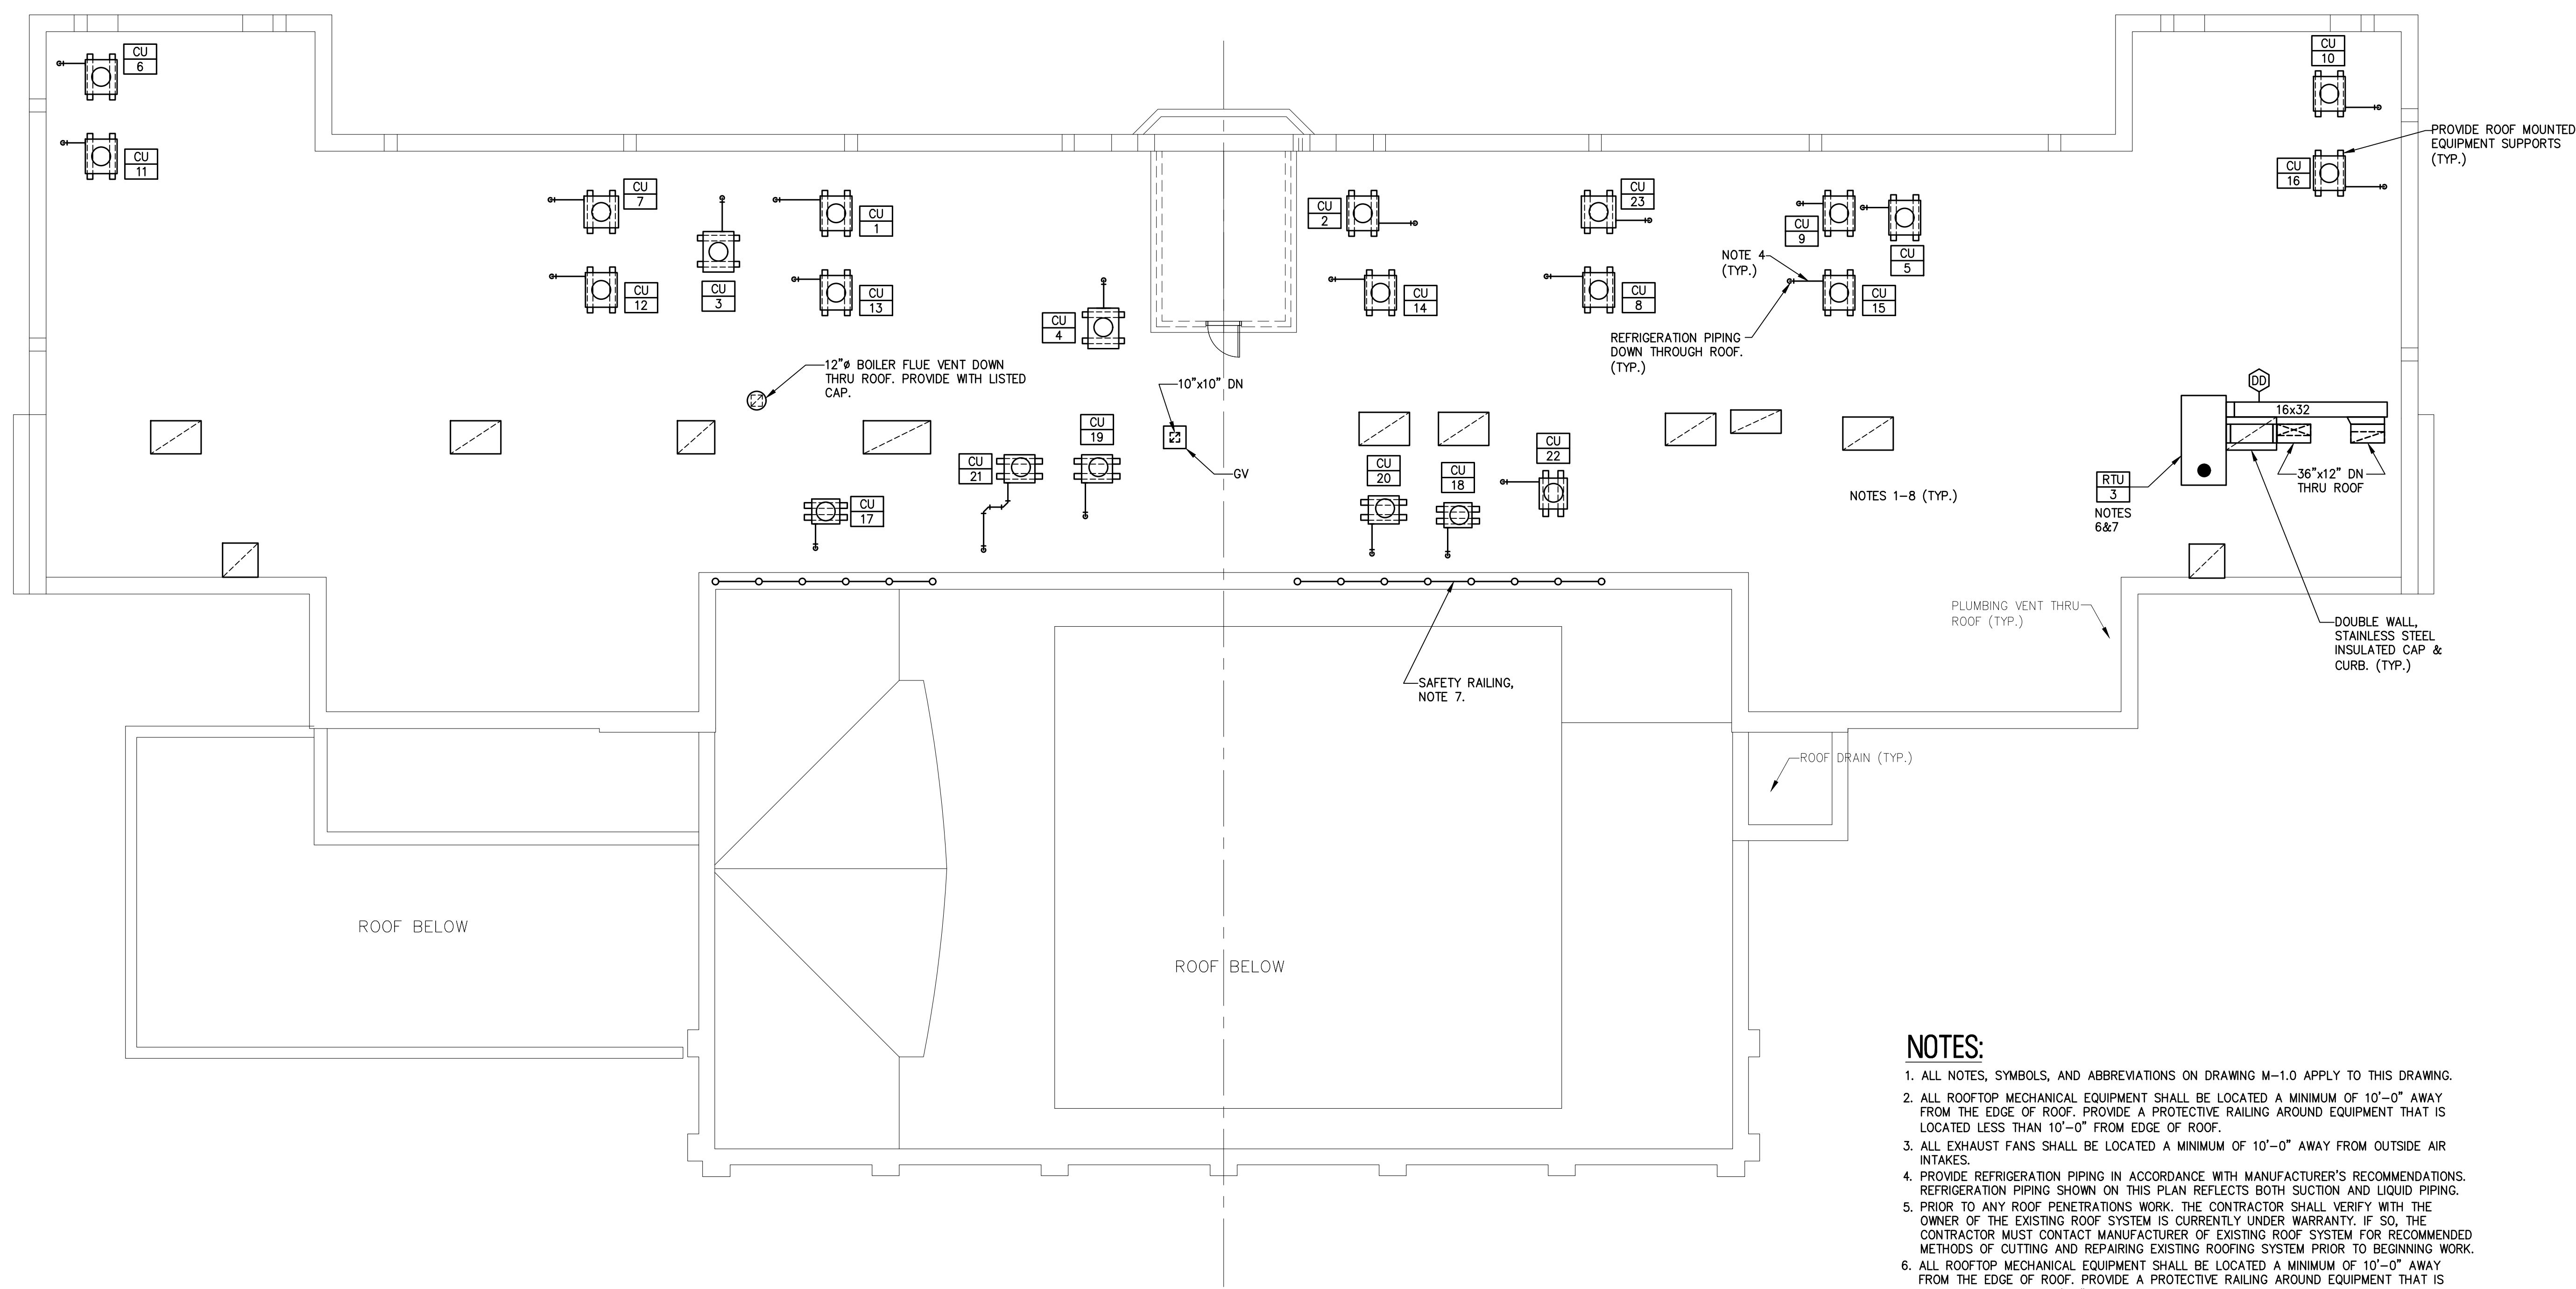 CU
6
CU
11
CU
7
CU
12
CU
3
CU
1
CU
13
CU
4
CU
2
CU
14
CU
23
CU
8
CU
9
CU
5
CU
15
CU
10
CU
16
PROVIDE ROOF MOUNTED
EQUIPMENT SUPPORTS
(TYP.)
NOTE 4
(TYP.)
REFRIGERATION PIPING
DOWN THROUGH ROOF.
(TYP.)
12"ø BOILER FLUE VENT DOWN
THRU ROOF. PROVIDE WITH LISTED
CAP.
10"x10" DN
GV
CU
19
CU
21
CU
17
CU
20
CU
18
CU
22
NOTES 1-8 (TYP.)
DD
16x32
36"x12" DN
THRU ROOF
RTU
3
NOTES
6&7
PLUMBING VENT THRU
ROOF (TYP.)
DOUBLE WALL,
STAINLESS STEEL
INSULATED CAP &
CURB. (TYP.)
SAFETY RAILING,
NOTE 7.
ROOF DRAIN (TYP.)
ROOF BELOW
ROOF BELOW
NOTES:
1. ALL NOTES, SYMBOLS, AND ABBREVIATIONS ON DRAWING M-1.0 APPLY TO THIS DRAWING.
2. ALL ROOFTOP MECHANICAL EQUIPMENT SHALL BE LOCATED A MINIMUM OF 10'-0" AWAY
FROM THE EDGE OF ROOF. PROVIDE A PROTECTIVE RAILING AROUND EQUIPMENT THAT IS
LOCATED LESS THAN 10'-0" FROM EDGE OF ROOF.
3. ALL EXHAUST FANS SHALL BE LOCATED A MINIMUM OF 10'-0" AWAY FROM OUTSIDE AIR
INTAKES.
4. PROVIDE REFRIGERATION PIPING IN ACCORDANCE WITH MANUFACTURER'S RECOMMENDATIONS.
REFRIGERATION PIPING SHOWN ON THIS PLAN REFLECTS BOTH SUCTION AND LIQUID PIPING.
5. PRIOR TO ANY ROOF PENETRATIONS WORK. THE CONTRACTOR SHALL VERIFY WITH THE
OWNER OF THE EXISTING ROOF SYSTEM IS CURRENTLY UNDER WARRANTY. IF SO, THE
CONTRACTOR MUST CONTACT MANUFACTURER OF EXISTING ROOF SYSTEM FOR RECOMMENDED
METHODS OF CUTTING AND REPAIRING EXISTING ROOFING SYSTEM PRIOR TO BEGINNING WORK.
6. ALL ROOFTOP MECHANICAL EQUIPMENT SHALL BE LOCATED A MINIMUM OF 10'-0" AWAY
FROM THE EDGE OF ROOF. PROVIDE A PROTECTIVE RAILING AROUND EQUIPMENT THAT IS